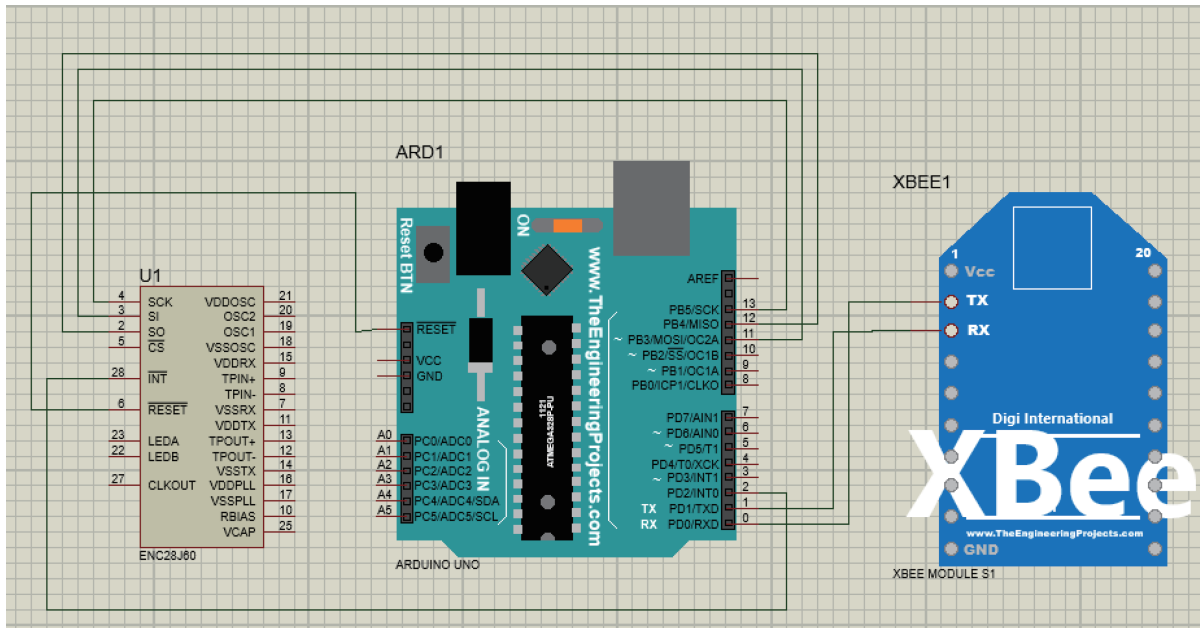 U1
4 SCK VDDOSC 21
3 SI OSC2 20
2 SO OSC1 19
5 CS VSSOSC 18
VDDRX 15
28 INT TPIN+ 9
TPIN- 8
6 RESET VSSRX 7
VDDTX 11
23 LEDA TPOUT+ 13
22 LEDB TPOUT- 12
VSSTX 14
27 CLKOUT VDDPLL 16
VSSPLL 17
RBIAS 10
VCAP 25
ENC28J60
ARD1
Reset BTN
ON
www.TheEngineeringProjects.com
RESET
VCC
GND
ANALOG IN
A0 PC0/ADC0
A1 PC1/ADC1
A2 PC2/ADC2
A3 PC3/ADC3
A4 PC4/ADC4/SDA
A5 PC5/ADC5/SCL
1121
ATMEGA328P-PU
AREF
PB5/SCK 13
PB4/MISO 12
~ PB3/MOSI/OC2A 11
~ PB2/SS/OC1B 10
~ PB1/OC1A 9
PB0/ICP1/CLKO 8
PD7/AIN1 7
~ PD6/AIN0 6
~ PD5/T1 5
PD4/T0/XCK 4
~ PD3/INT1 3
PD2/INT0 2
TX PD1/TXD 1
RX PD0/RXD 0
ARDUINO UNO
XBEE1
1 20
Vcc
TX
RX
Digi International
XBee
www.TheEngineeringProjects.com
GND
XBEE MODULE S1